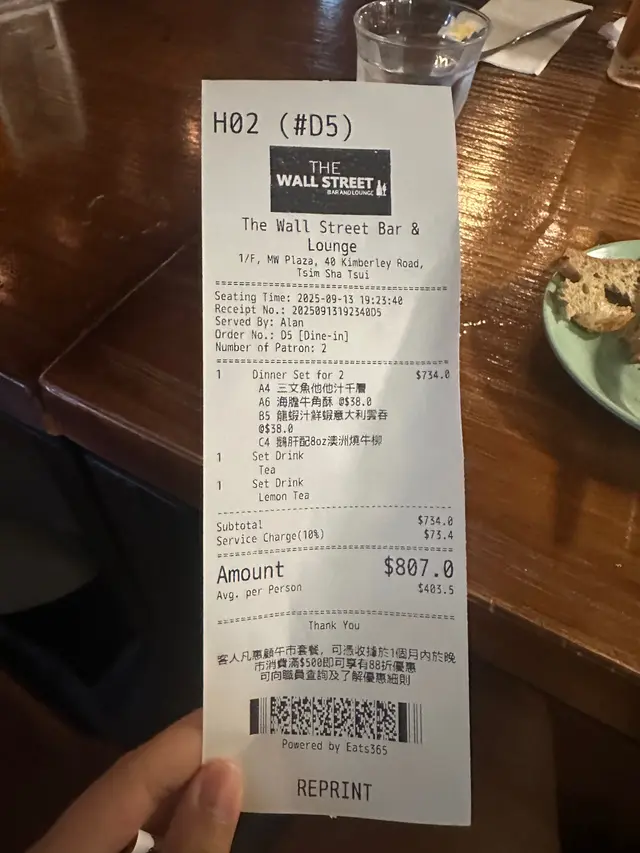 H02 (#D5)
THE
WALL STREET
BAR AND LOUNGE
The Wall Street Bar &
Lounge
1/F, MW Plaza, 40 Kimberley Road,
Tsim Sha Tsui
Seating Time: 2025-09-13 19:23:40
Receipt No.: 20250913192340D5
Served By: Alan
Order No.: D5 [Dine-in]
Number of Patron: 2
1 Dinner Set for 2 $734.0
A4 三文魚他他汁千層
A6 海膽牛角酥 @$38.0
B5 龍蝦汁鮮蝦意大利雲吞
@$38.0
C4 鵝肝配8oz澳洲燒牛柳
1 Set Drink
Tea
1 Set Drink
Lemon Tea
Subtotal $734.0
Service Charge(10%) $73.4
Amount $807.0
Avg. per Person $403.5
Thank You
客人凡惠顧午市套餐, 可憑收據於1個月內於晚
市消費滿$500即可享有88折優惠
可向職員查詢及了解優惠細則
Powered by Eats365
REPRINT